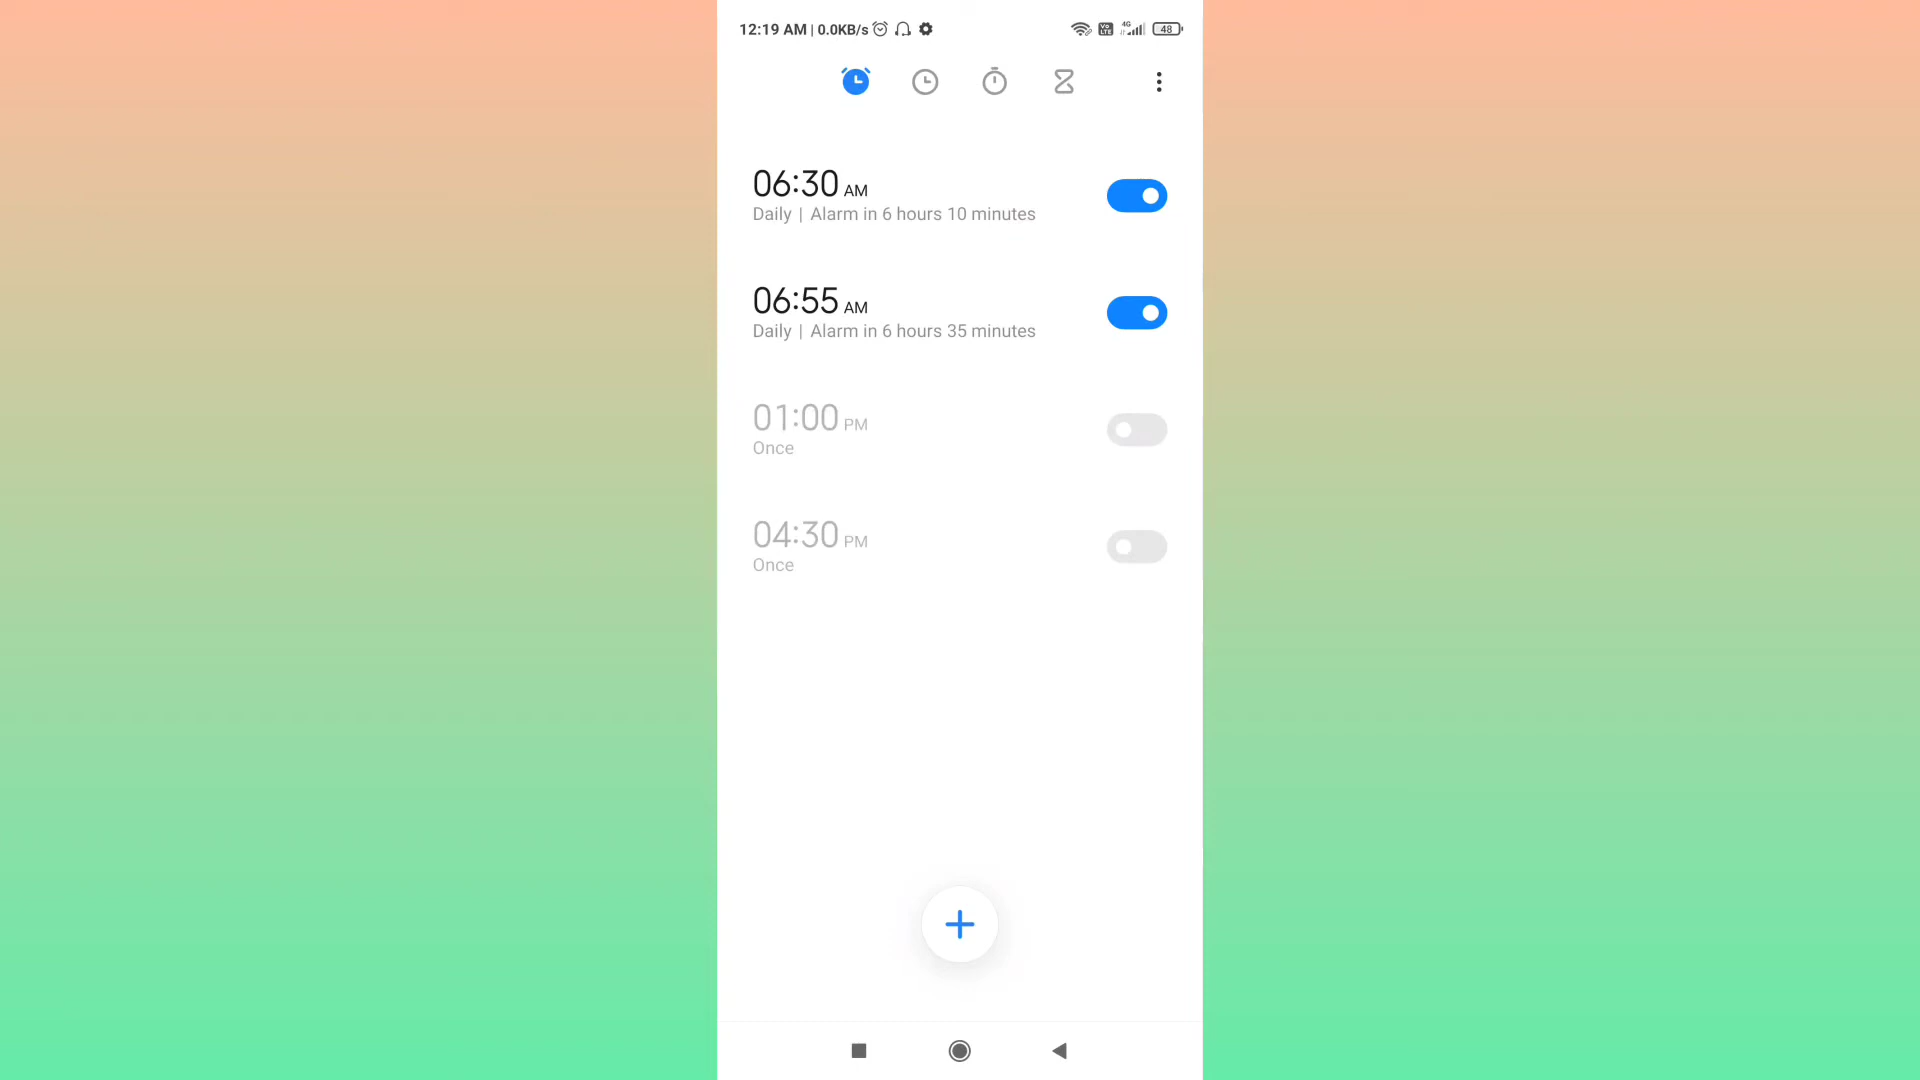 12:19 AM | 0.0KB/s 4G 48
06:30 AM
Daily | Alarm in 6 hours 10 minutes
06:55 AM
Daily | Alarm in 6 hours 35 minutes
01:00 PM
Once
04:30 PM
Once